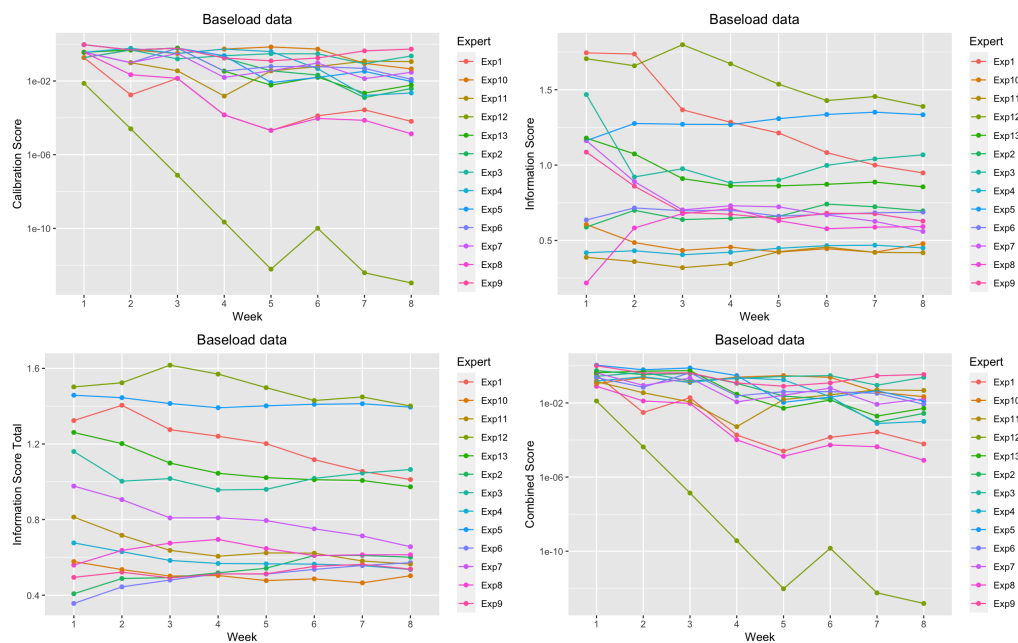 Baseload data
Calibration Score
1e-02
1e-06
1e-10
1 2 3 4 5 6 7 8
Week
Expert
Exp1
Exp10
Exp11
Exp12
Exp13
Exp2
Exp3
Exp4
Exp5
Exp6
Exp7
Exp8
Exp9
Baseload data
Information Score
1.5
1.0
0.5
1 2 3 4 5 6 7 8
Week
Expert
Exp1
Exp10
Exp11
Exp12
Exp13
Exp2
Exp3
Exp4
Exp5
Exp6
Exp7
Exp8
Exp9
Baseload data
Information Score Total
1.6
1.2
0.8
0.4
1 2 3 4 5 6 7 8
Week
Expert
Exp1
Exp10
Exp11
Exp12
Exp13
Exp2
Exp3
Exp4
Exp5
Exp6
Exp7
Exp8
Exp9
Baseload data
Combined Score
1e-02
1e-06
1e-10
1 2 3 4 5 6 7 8
Week
Expert
Exp1
Exp10
Exp11
Exp12
Exp13
Exp2
Exp3
Exp4
Exp5
Exp6
Exp7
Exp8
Exp9